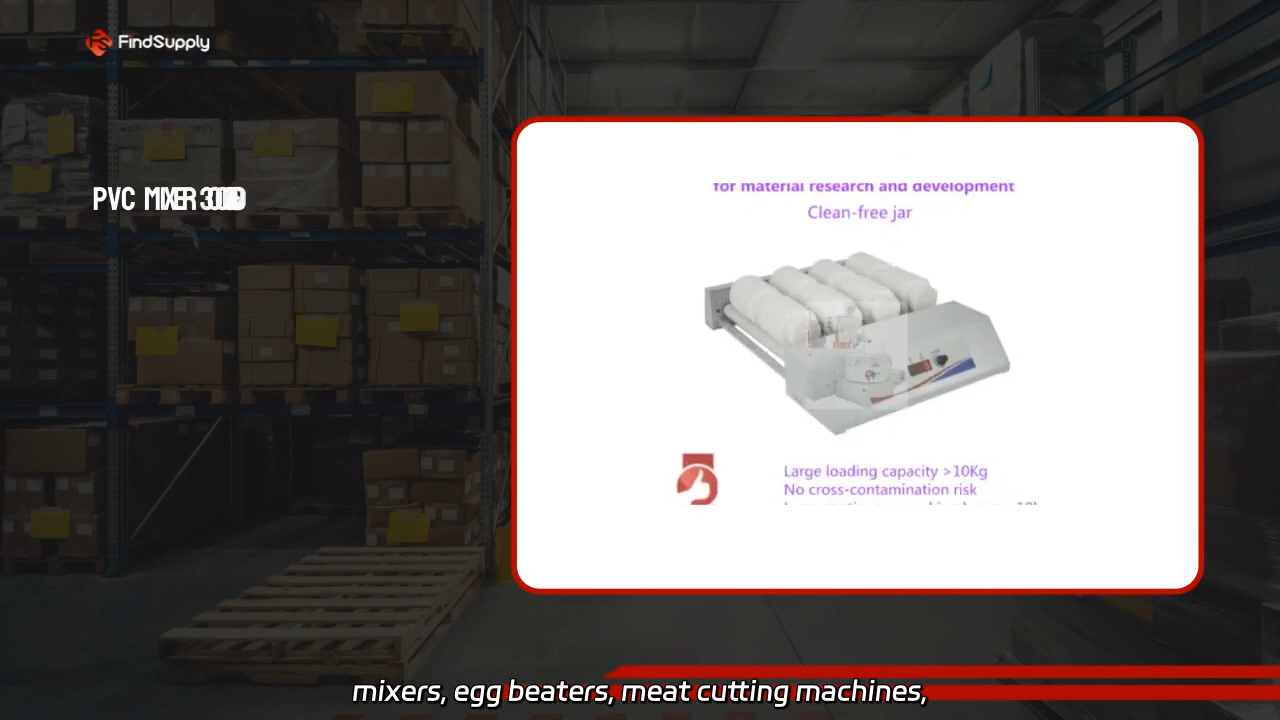 FindSupply
PVC MIXER
for material research and development
Clean-free jar
Large loading capacity >10Kg
No cross-contamination risk
mixers, egg beaters, meat cutting machines,